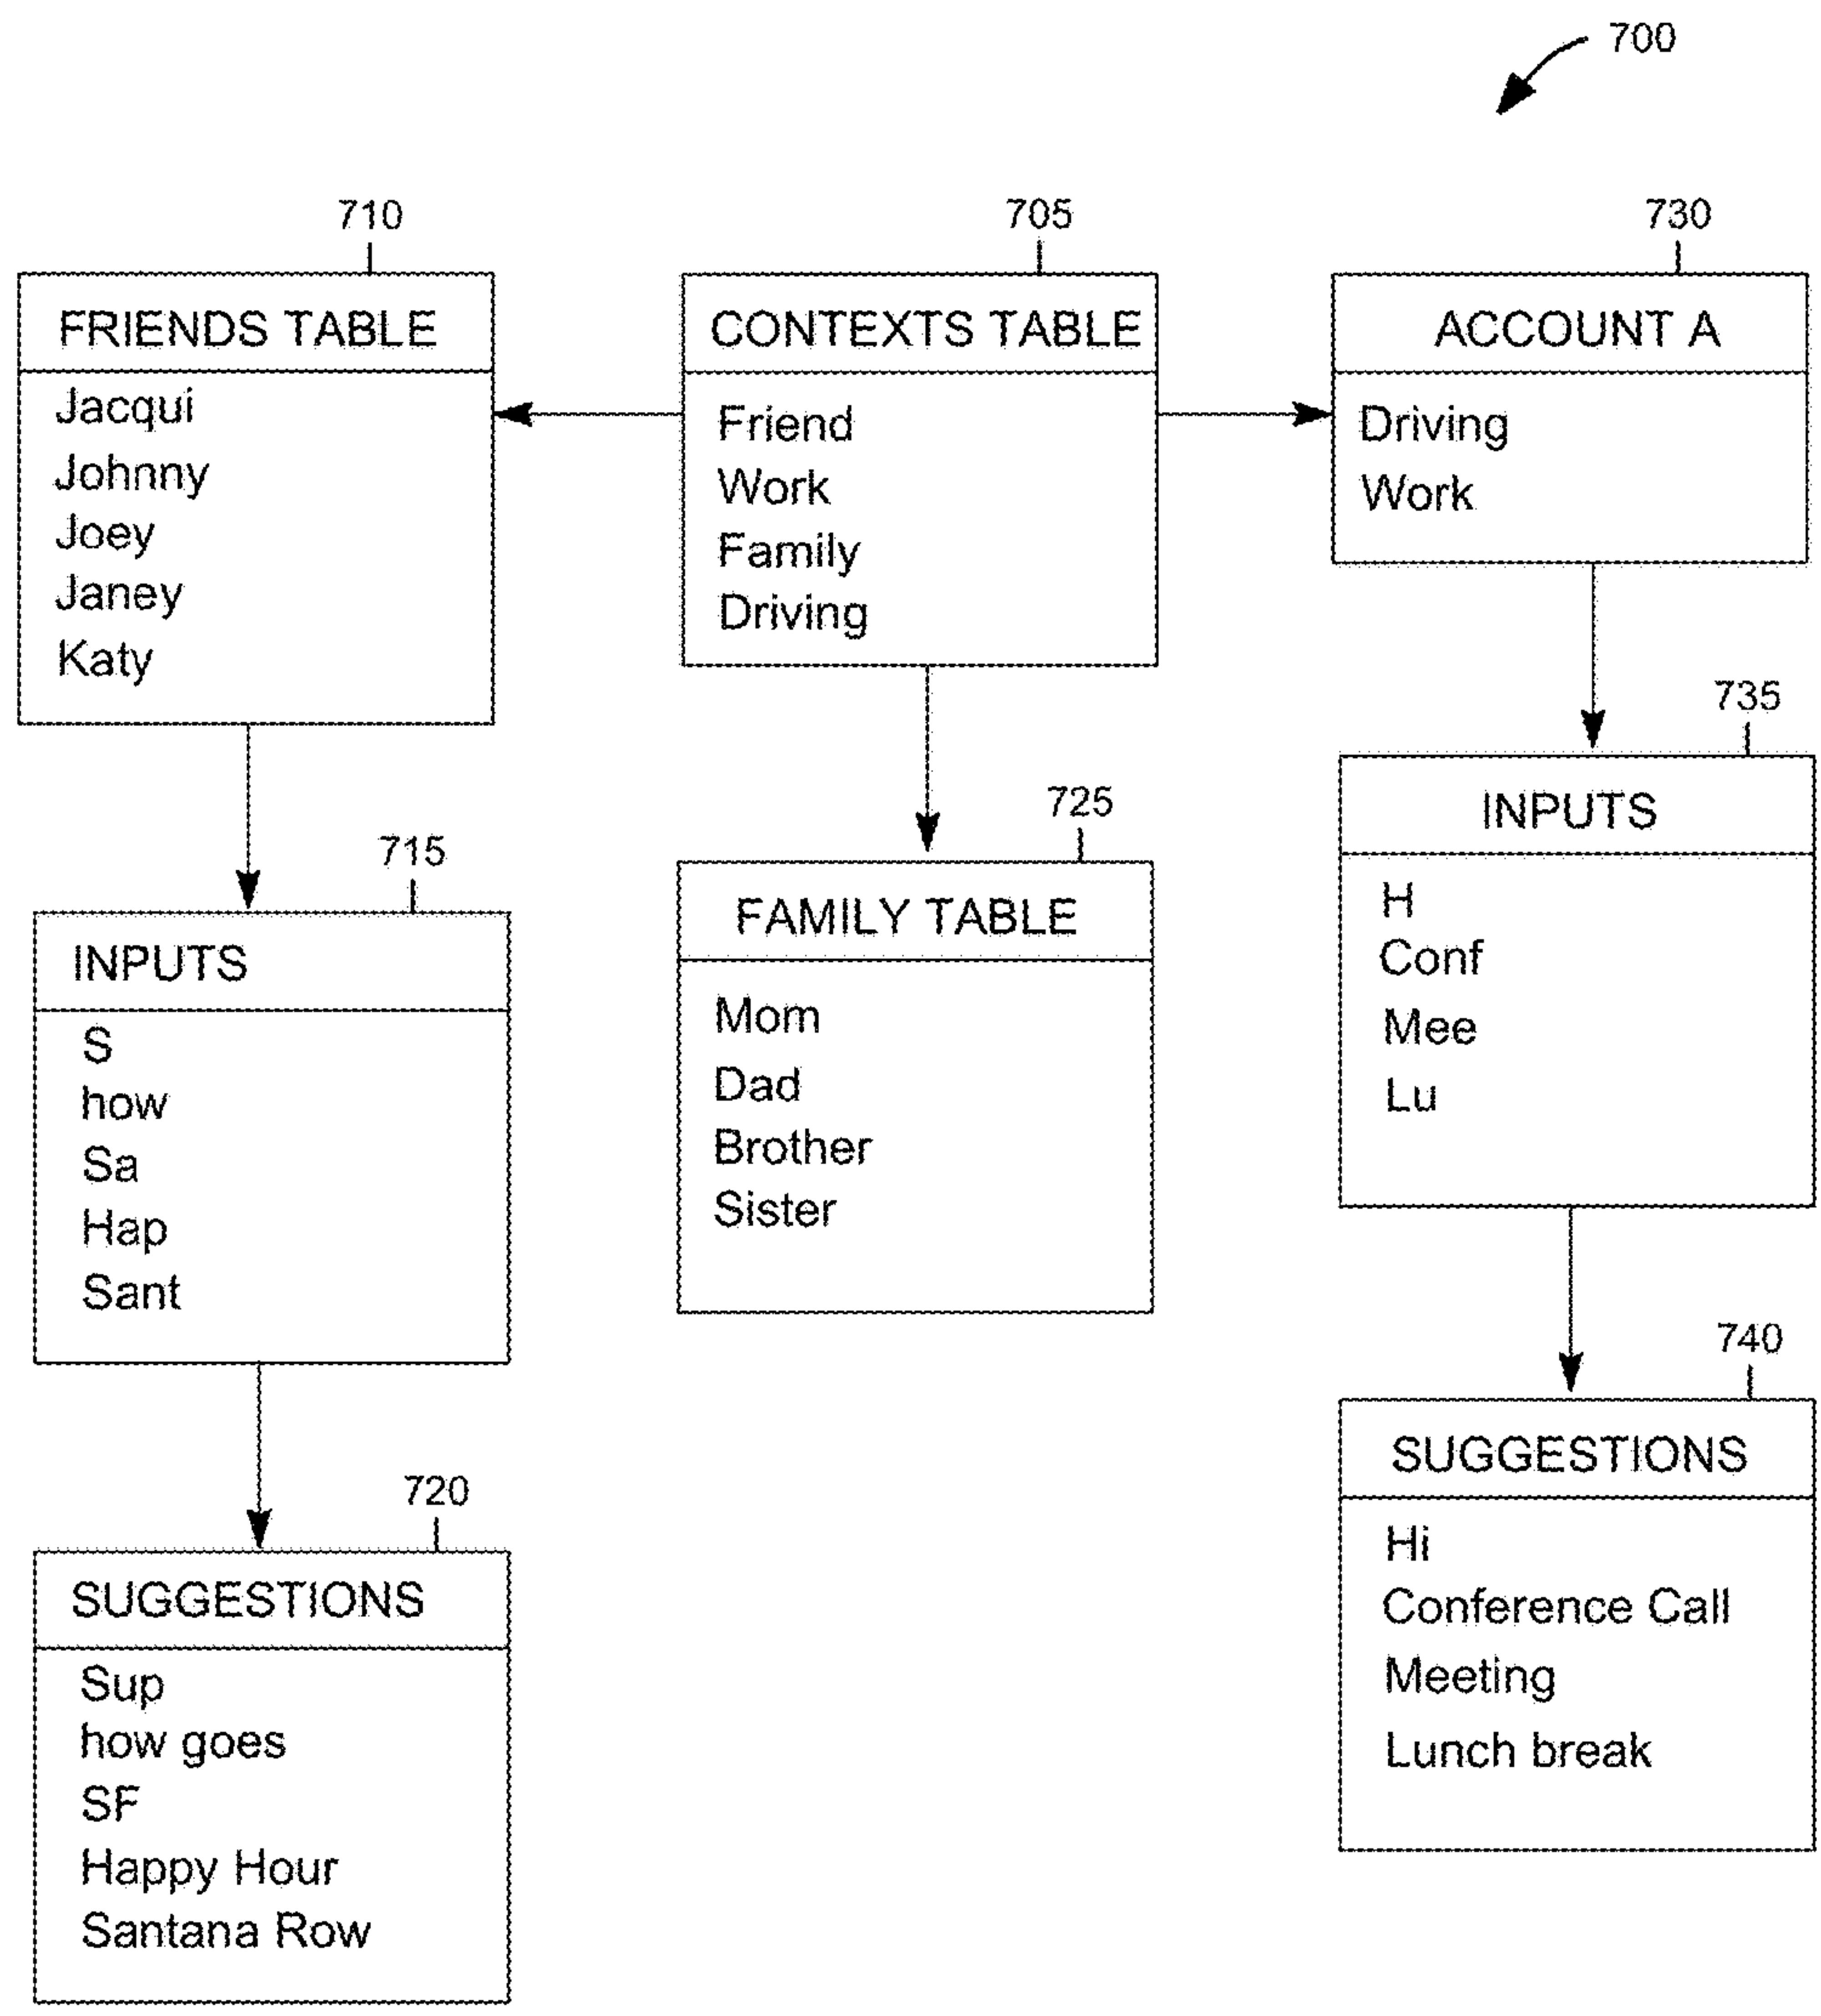 700
710
FRIENDS TABLE
Jacqui
Johnny
Joey
Janey
Katy
705
CONTEXTS TABLE
Friend
Work
Family
Driving
730
ACCOUNT A
Driving
Work
715
INPUTS
S
how
Sa
Hap
Sant
725
FAMILY TABLE
Mom
Dad
Brother
Sister
735
INPUTS
H
Conf
Mee
Lu
720
SUGGESTIONS
Sup
how goes
SF
Happy Hour
Santana Row
740
SUGGESTIONS
Hi
Conference Call
Meeting
Lunch break